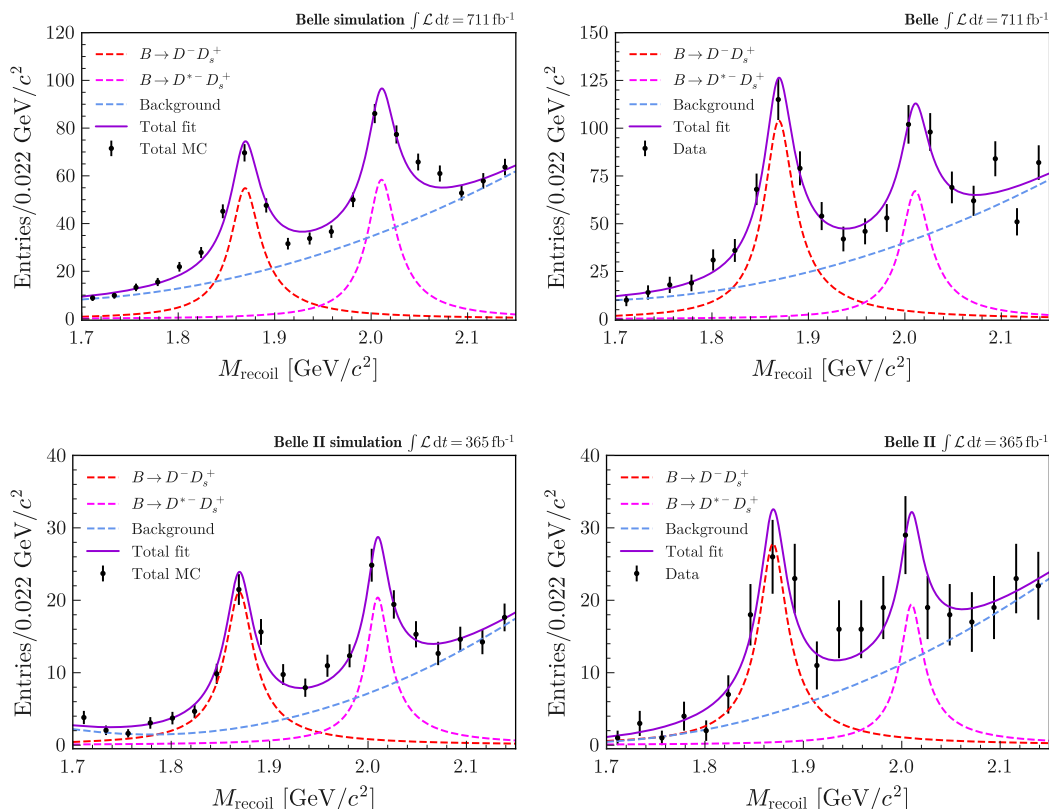 Belle simulation ∫ℒ dt = 711 fb⁻¹
Entries/0.022 GeV/c²
120
100
80
60
40
20
0
B → D⁻D_s⁺
B → D*⁻D_s⁺
Background
Total fit
Total MC
1.7 1.8 1.9 2.0 2.1
M_recoil [GeV/c²]
Belle ∫ℒ dt = 711 fb⁻¹
Entries/0.022 GeV/c²
150
125
100
75
50
25
0
B → D⁻D_s⁺
B → D*⁻D_s⁺
Background
Total fit
Data
1.7 1.8 1.9 2.0 2.1
M_recoil [GeV/c²]
Belle II simulation ∫ℒ dt = 365 fb⁻¹
Entries/0.022 GeV/c²
40
30
20
10
0
B → D⁻D_s⁺
B → D*⁻D_s⁺
Background
Total fit
Total MC
1.7 1.8 1.9 2.0 2.1
M_recoil [GeV/c²]
Belle II ∫ℒ dt = 365 fb⁻¹
Entries/0.022 GeV/c²
40
30
20
10
0
B → D⁻D_s⁺
B → D*⁻D_s⁺
Background
Total fit
Data
1.7 1.8 1.9 2.0 2.1
M_recoil [GeV/c²]